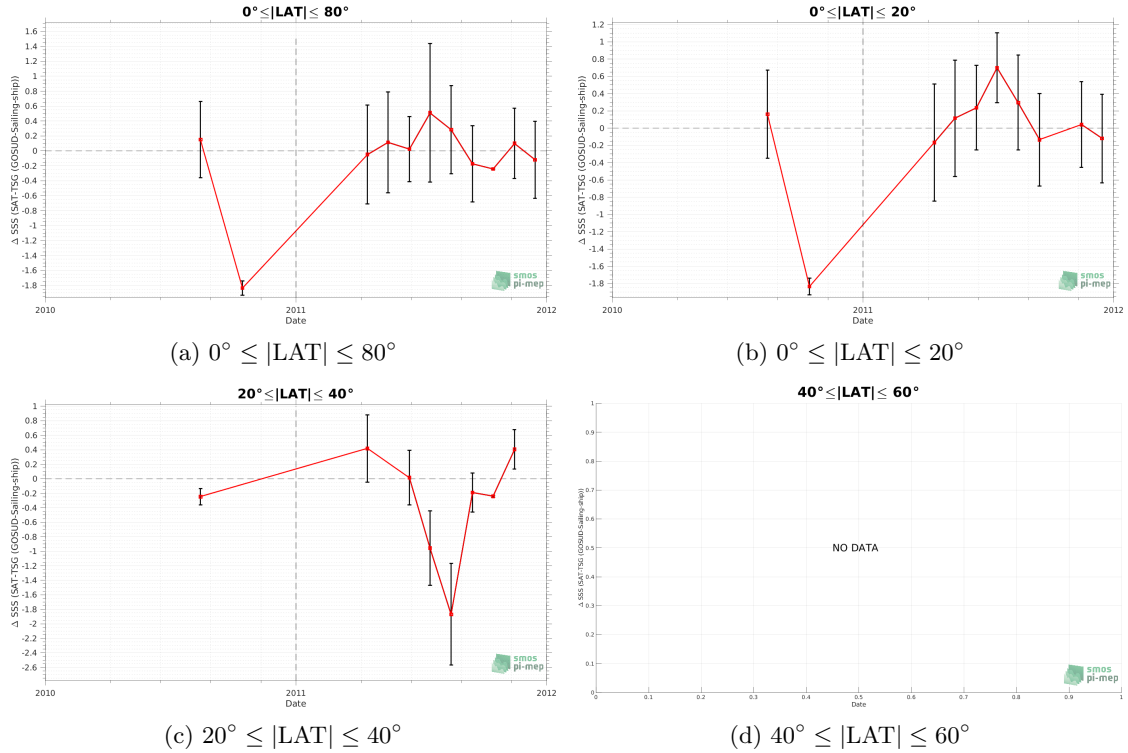 0°≤|LAT|≤ 80°
1.6
1.4
1.2
1
0.8
0.6
0.4
0.2
0
-0.2
-0.4
-0.6
-0.8
-1
-1.2
-1.4
-1.6
-1.8
Δ SSS (SAT-TSG (GOSUD-Sailing-ship))
2010
2011
2012
Date
smos
pi-mep
(a) 0° ≤ |LAT| ≤ 80°
0°≤|LAT|≤ 20°
1.2
1
0.8
0.6
0.4
0.2
0
-0.2
-0.4
-0.6
-0.8
-1
-1.2
-1.4
-1.6
-1.8
Δ SSS (SAT-TSG (GOSUD-Sailing-ship))
2010
2011
2012
Date
smos
pi-mep
(b) 0° ≤ |LAT| ≤ 20°
20°≤|LAT|≤ 40°
1
0.8
0.6
0.4
0.2
0
-0.2
-0.4
-0.6
-0.8
-1
-1.2
-1.4
-1.6
-1.8
-2
-2.2
-2.4
-2.6
Δ SSS (SAT-TSG (GOSUD-Sailing-ship))
2010
2011
2012
Date
smos
pi-mep
(c) 20° ≤ |LAT| ≤ 40°
40°≤|LAT|≤ 60°
1
0.9
0.8
0.7
0.6
0.5
0.4
0.3
0.2
0.1
0
Δ SSS (SAT-TSG (GOSUD-Sailing-ship))
NO DATA
0 0.1 0.2 0.3 0.4 0.5 0.6 0.7 0.8 0.9 1
Date
smos
pi-mep
(d) 40° ≤ |LAT| ≤ 60°